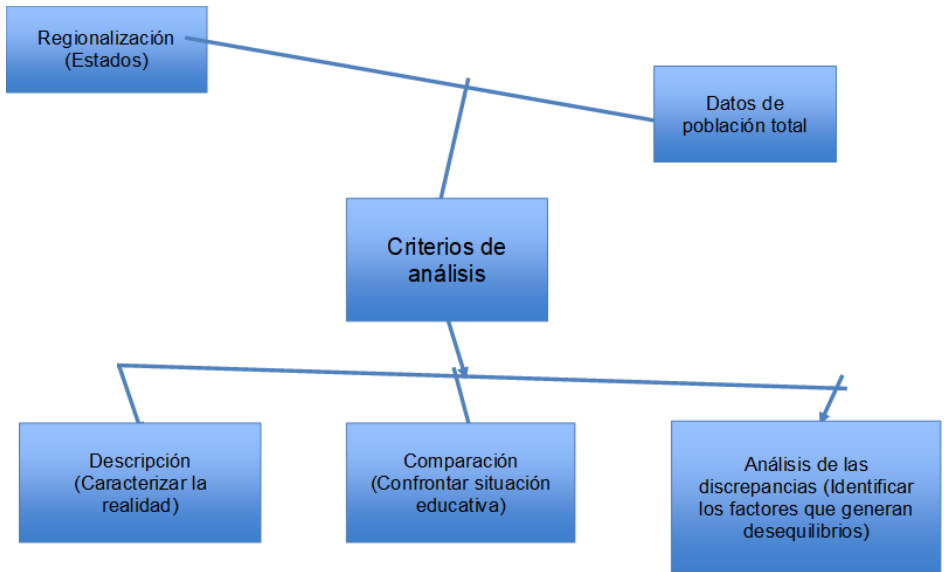 Regionalización
(Estados)
Datos de
población total
Criterios de
análisis
Descripción
(Caracterizar la
realidad)
Comparación
(Confrontar situación
educativa)
Análisis de las
discrepancias (Identificar
los factores que generan
desequilibrios)